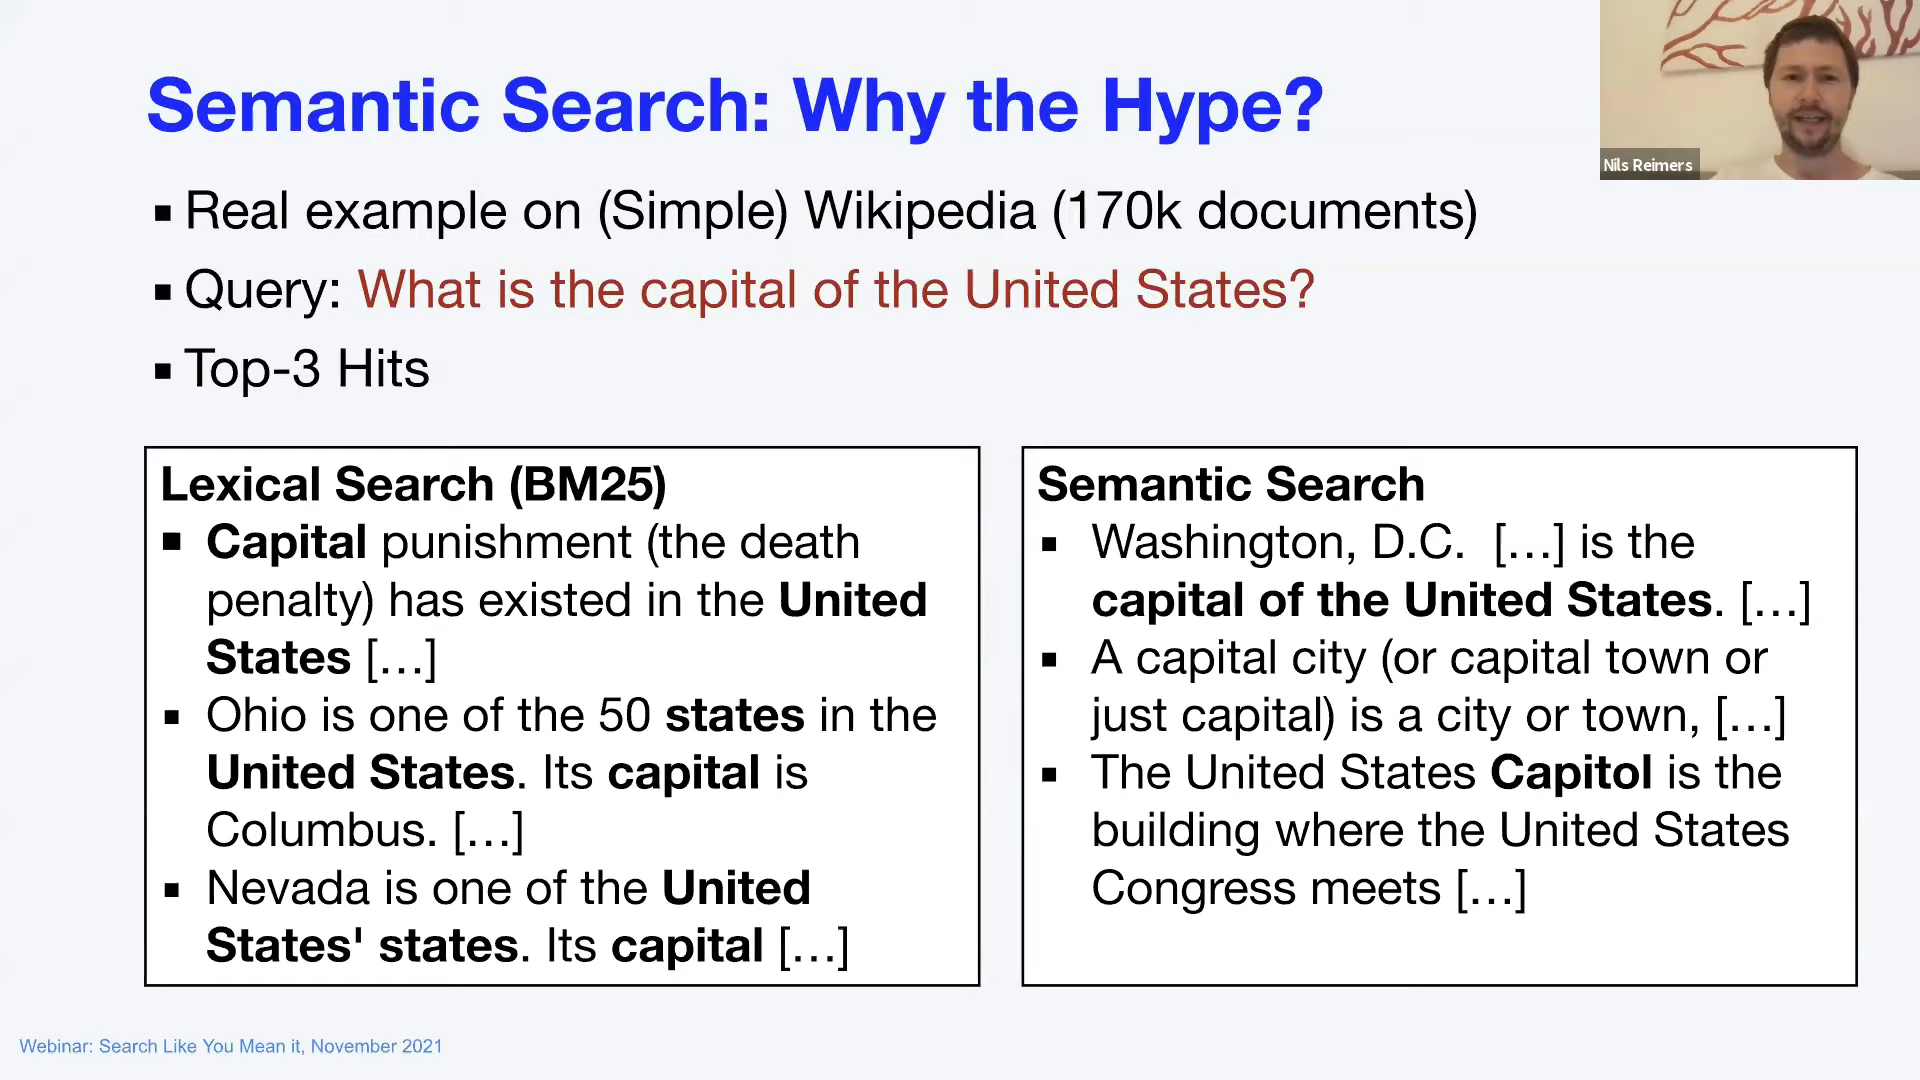 Semantic Search: Why the Hype?
Nils Reimers
▪ Real example on (Simple) Wikipedia (170k documents)
▪ Query: What is the capital of the United States?
▪ Top-3 Hits
Lexical Search (BM25)
▪ Capital punishment (the death
penalty) has existed in the United
States […]
▪ Ohio is one of the 50 states in the
United States. Its capital is
Columbus. […]
▪ Nevada is one of the United
States' states. Its capital […]
Semantic Search
▪ Washington, D.C. […] is the
capital of the United States. […]
▪ A capital city (or capital town or
just capital) is a city or town, […]
▪ The United States Capitol is the
building where the United States
Congress meets […]
Webinar: Search Like You Mean it, November 2021